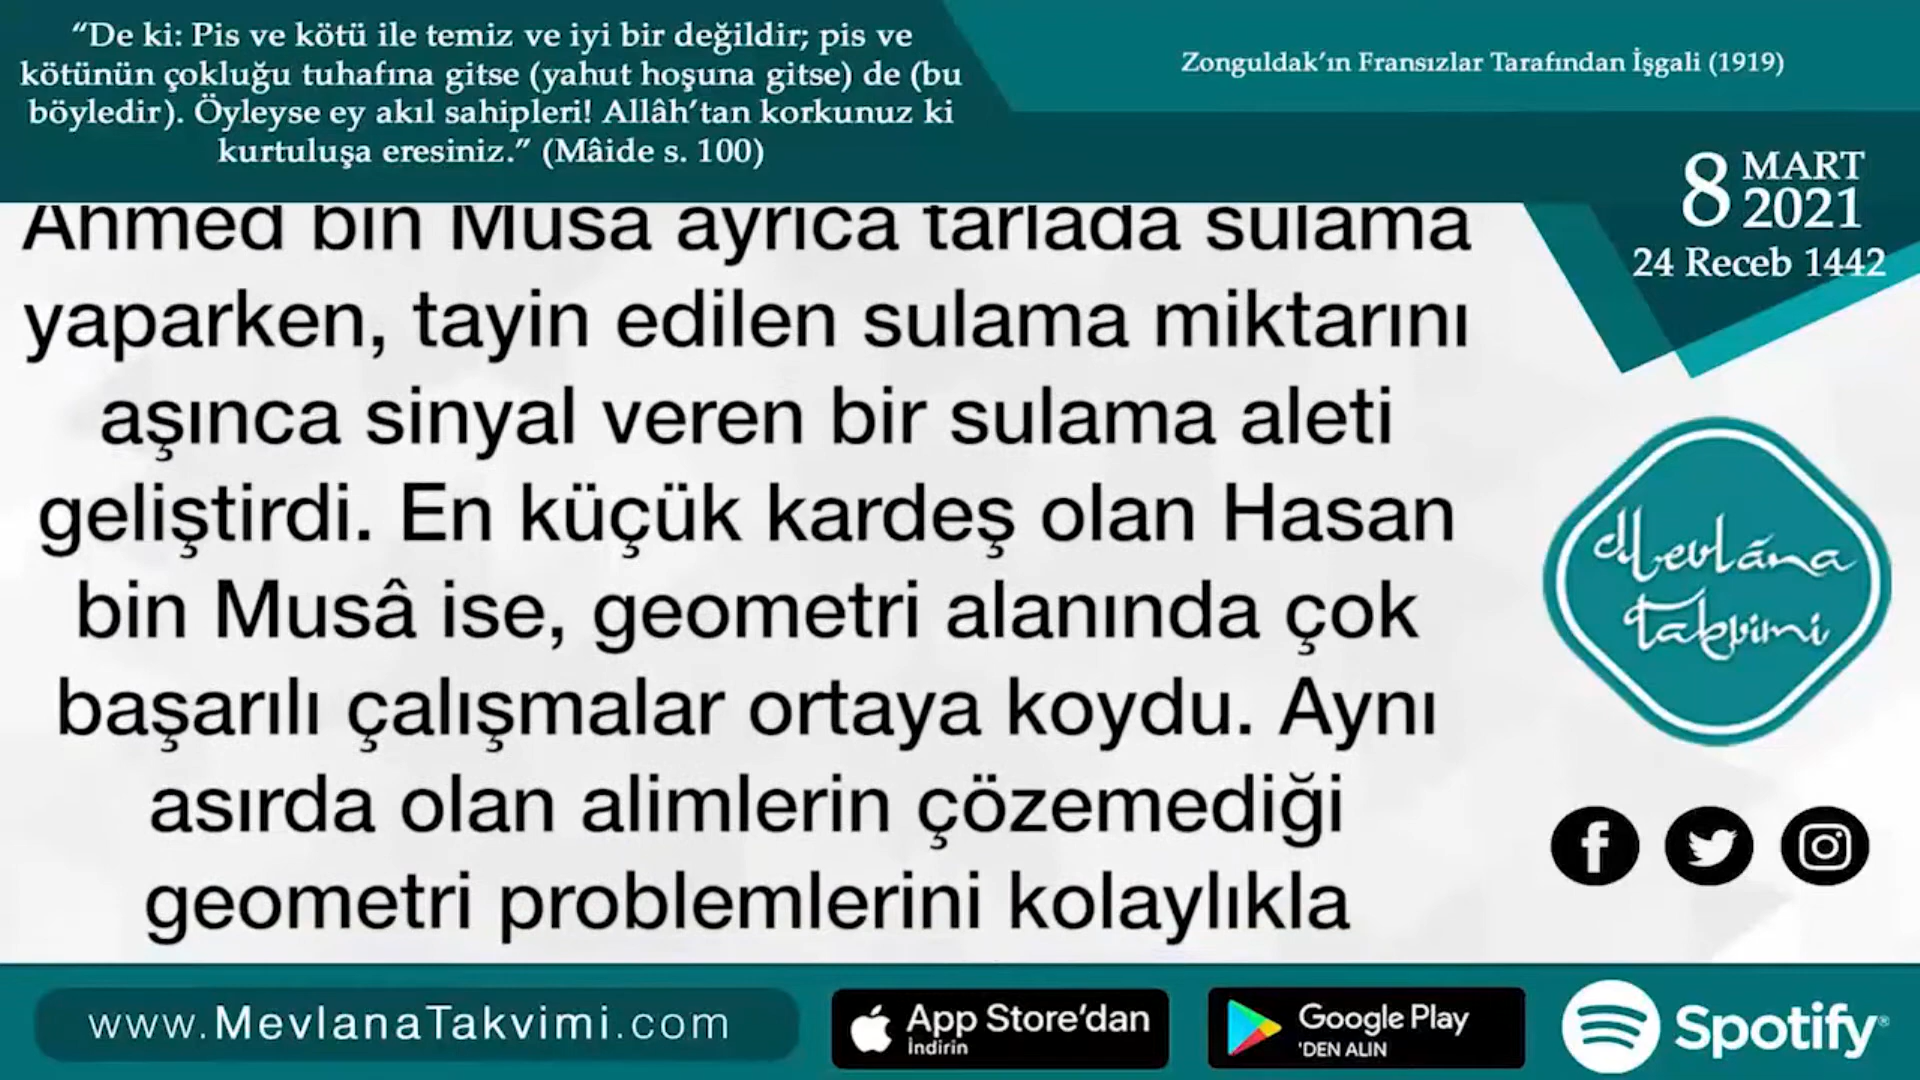 “De ki: Pis ve kötü ile temiz ve iyi bir değildir; pis ve
kötünün çokluğu tuhafına gitse (yahut hoşuna gitse) de (bu
böyledir). Öyleyse ey akıl sahipleri! Allâh’tan korkunuz ki
kurtuluşa eresiniz.” (Mâide s. 100)
Zonguldak’ın Fransızlar Tarafından İşgali (1919)
8 MART
2021
24 Receb 1442
Ahmed bin Musa ayrıca tarlada sulama
yaparken, tayin edilen sulama miktarını
aşınca sinyal veren bir sulama aleti
geliştirdi. En küçük kardeş olan Hasan
bin Musâ ise, geometri alanında çok
başarılı çalışmalar ortaya koydu. Aynı
asırda olan alimlerin çözemediği
geometri problemlerini kolaylıkla
Mevlâna
Takvimi
www.MevlanaTakvimi.com
App Store’dan
İndirin
Google Play
'DEN ALIN
Spotify